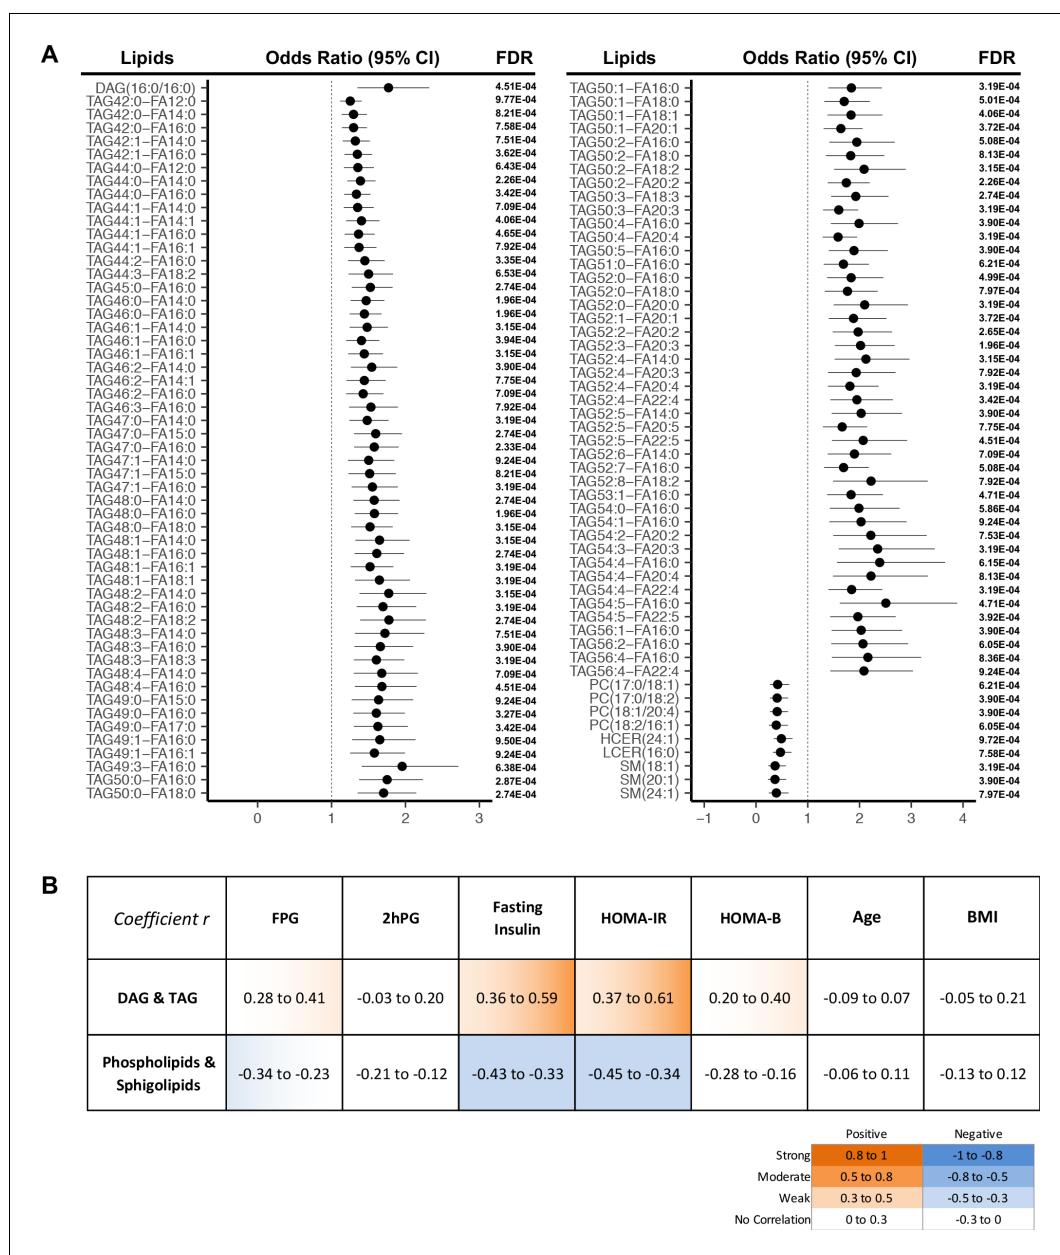 A
Lipids Odds Ratio (95% CI) FDR
DAG(16:0/16:0) 4.51E-04
TAG42:0−FA12:0 9.77E-04
TAG42:0−FA14:0 8.21E-04
TAG42:0−FA16:0 7.58E-04
TAG42:1−FA14:0 7.51E-04
TAG42:1−FA16:0 3.62E-04
TAG44:0−FA12:0 6.43E-04
TAG44:0−FA14:0 2.26E-04
TAG44:0−FA16:0 3.42E-04
TAG44:1−FA14:0 7.09E-04
TAG44:1−FA14:1 4.06E-04
TAG44:1−FA16:0 4.65E-04
TAG44:1−FA16:1 7.92E-04
TAG44:2−FA16:0 3.35E-04
TAG44:3−FA18:2 6.53E-04
TAG45:0−FA16:0 2.74E-04
TAG46:0−FA14:0 1.96E-04
TAG46:0−FA16:0 1.96E-04
TAG46:1−FA14:0 3.15E-04
TAG46:1−FA16:0 3.94E-04
TAG46:1−FA16:1 3.15E-04
TAG46:2−FA14:0 3.90E-04
TAG46:2−FA14:1 7.75E-04
TAG46:2−FA16:0 7.09E-04
TAG46:3−FA16:0 7.92E-04
TAG47:0−FA14:0 3.19E-04
TAG47:0−FA15:0 2.74E-04
TAG47:0−FA16:0 2.33E-04
TAG47:1−FA14:0 9.24E-04
TAG47:1−FA15:0 8.21E-04
TAG47:1−FA16:0 3.19E-04
TAG48:0−FA14:0 2.74E-04
TAG48:0−FA16:0 1.96E-04
TAG48:0−FA18:0 3.15E-04
TAG48:1−FA14:0 3.15E-04
TAG48:1−FA16:0 2.74E-04
TAG48:1−FA16:1 3.19E-04
TAG48:1−FA18:1 3.19E-04
TAG48:2−FA14:0 3.15E-04
TAG48:2−FA16:0 3.19E-04
TAG48:2−FA18:2 2.74E-04
TAG48:3−FA14:0 7.51E-04
TAG48:3−FA16:0 3.90E-04
TAG48:3−FA18:3 3.19E-04
TAG48:4−FA14:0 7.09E-04
TAG48:4−FA16:0 4.51E-04
TAG49:0−FA15:0 9.24E-04
TAG49:0−FA16:0 3.27E-04
TAG49:0−FA17:0 3.42E-04
TAG49:1−FA16:0 9.50E-04
TAG49:1−FA16:1 9.24E-04
TAG49:3−FA16:0 6.38E-04
TAG50:0−FA16:0 2.87E-04
TAG50:0−FA18:0 2.74E-04
0 1 2 3
Lipids Odds Ratio (95% CI) FDR
TAG50:1−FA16:0 3.19E-04
TAG50:1−FA18:0 5.01E-04
TAG50:1−FA18:1 4.06E-04
TAG50:1−FA20:1 3.72E-04
TAG50:2−FA16:0 5.08E-04
TAG50:2−FA18:0 8.13E-04
TAG50:2−FA18:2 3.15E-04
TAG50:2−FA20:2 2.26E-04
TAG50:3−FA18:3 2.74E-04
TAG50:3−FA20:3 3.19E-04
TAG50:4−FA16:0 3.90E-04
TAG50:4−FA20:4 3.19E-04
TAG50:5−FA16:0 3.90E-04
TAG51:0−FA16:0 6.21E-04
TAG52:0−FA16:0 4.99E-04
TAG52:0−FA18:0 7.97E-04
TAG52:0−FA20:0 3.19E-04
TAG52:1−FA20:1 3.72E-04
TAG52:2−FA20:2 2.65E-04
TAG52:3−FA20:3 1.96E-04
TAG52:4−FA14:0 3.15E-04
TAG52:4−FA20:3 7.92E-04
TAG52:4−FA20:4 3.19E-04
TAG52:4−FA22:4 3.42E-04
TAG52:5−FA14:0 3.90E-04
TAG52:5−FA20:5 7.75E-04
TAG52:5−FA22:5 4.51E-04
TAG52:6−FA14:0 7.09E-04
TAG52:7−FA16:0 5.08E-04
TAG52:8−FA18:2 7.92E-04
TAG53:1−FA16:0 4.71E-04
TAG54:0−FA16:0 5.86E-04
TAG54:1−FA16:0 9.24E-04
TAG54:2−FA20:2 7.53E-04
TAG54:3−FA20:3 3.19E-04
TAG54:4−FA16:0 6.15E-04
TAG54:4−FA20:4 8.13E-04
TAG54:4−FA22:4 3.19E-04
TAG54:5−FA16:0 4.71E-04
TAG54:5−FA22:5 3.92E-04
TAG56:1−FA16:0 3.90E-04
TAG56:2−FA16:0 6.05E-04
TAG56:4−FA16:0 8.36E-04
TAG56:4−FA22:4 9.24E-04
PC(17:0/18:1) 6.21E-04
PC(17:0/18:2) 3.90E-04
PC(18:1/20:4) 3.90E-04
PC(18:2/16:1) 6.05E-04
HCER(24:1) 9.72E-04
LCER(16:0) 7.58E-04
SM(18:1) 3.19E-04
SM(20:1) 3.90E-04
SM(24:1) 7.97E-04
−1 0 1 2 3 4
B
Coefficient r FPG 2hPG Fasting Insulin HOMA-IR HOMA-B Age BMI
DAG & TAG 0.28 to 0.41 -0.03 to 0.20 0.36 to 0.59 0.37 to 0.61 0.20 to 0.40 -0.09 to 0.07 -0.05 to 0.21
Phospholipids & Sphigolipids -0.34 to -0.23 -0.21 to -0.12 -0.43 to -0.33 -0.45 to -0.34 -0.28 to -0.16 -0.06 to 0.11 -0.13 to 0.12
Positive Negative
Strong 0.8 to 1 -1 to -0.8
Moderate 0.5 to 0.8 -0.8 to -0.5
Weak 0.3 to 0.5 -0.5 to -0.3
No Correlation 0 to 0.3 -0.3 to 0